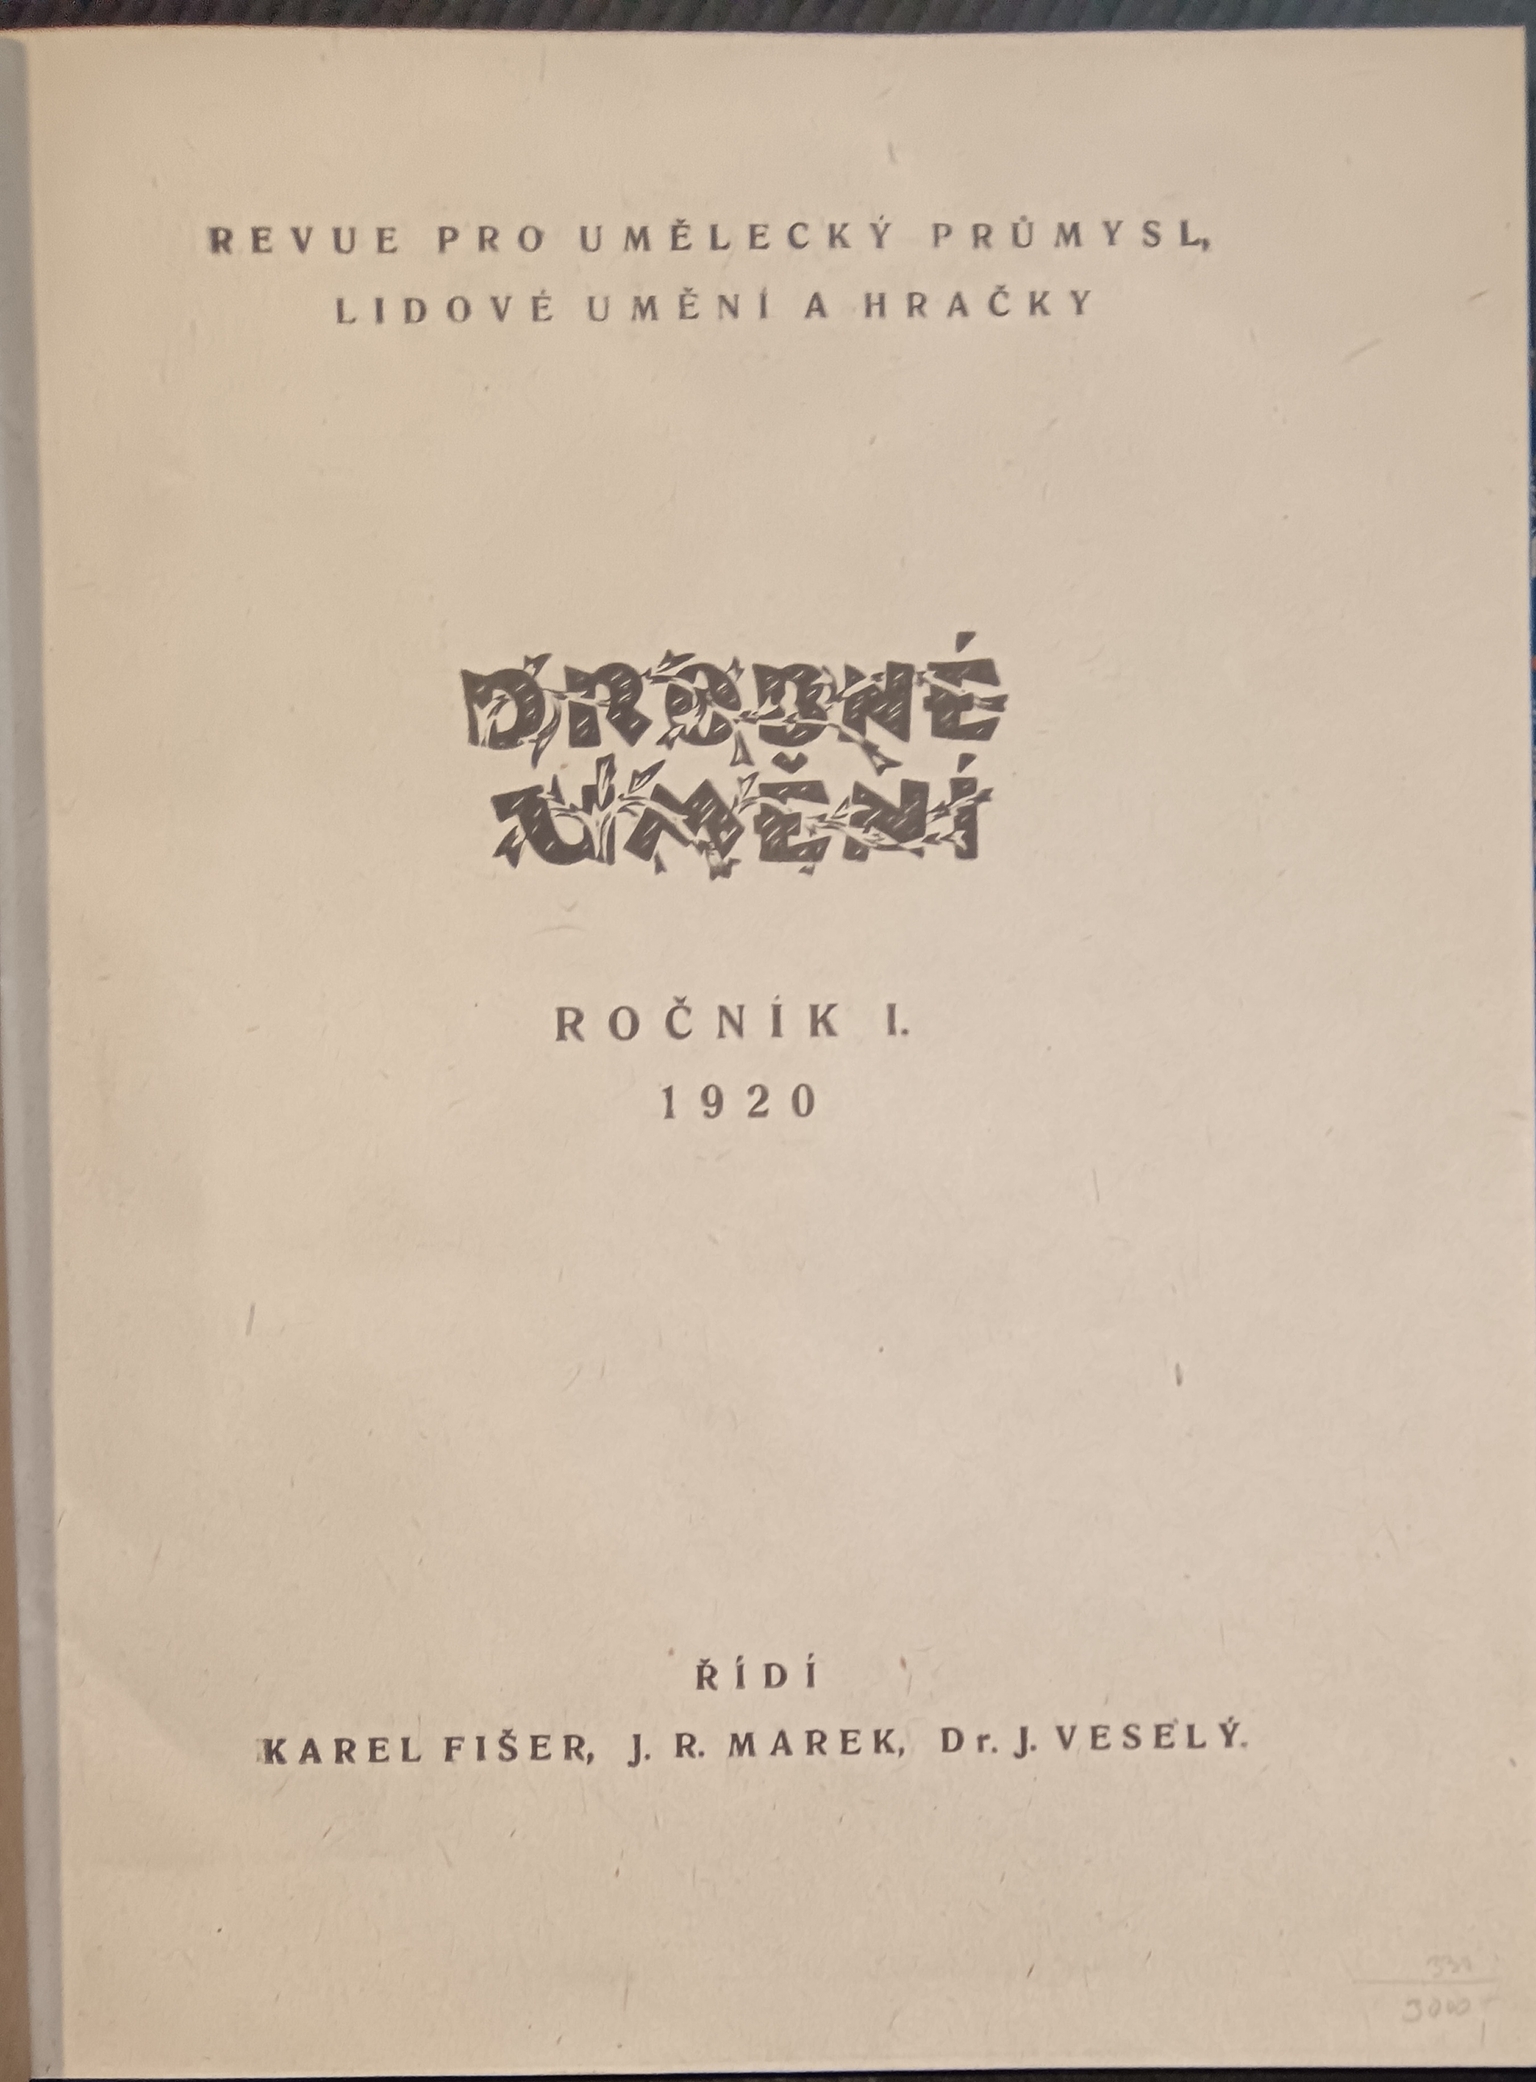 REVUE PRO UMĚLECKÝ PRŮMYSL,
LIDOVÉ UMĚNÍ A HRAČKY
DROBNÉ
UMĚNÍ
ROČNÍK I.
1920
ŘÍDÍ
KAREL FIŠER, J. R. MAREK, Dr. J. VESELÝ.